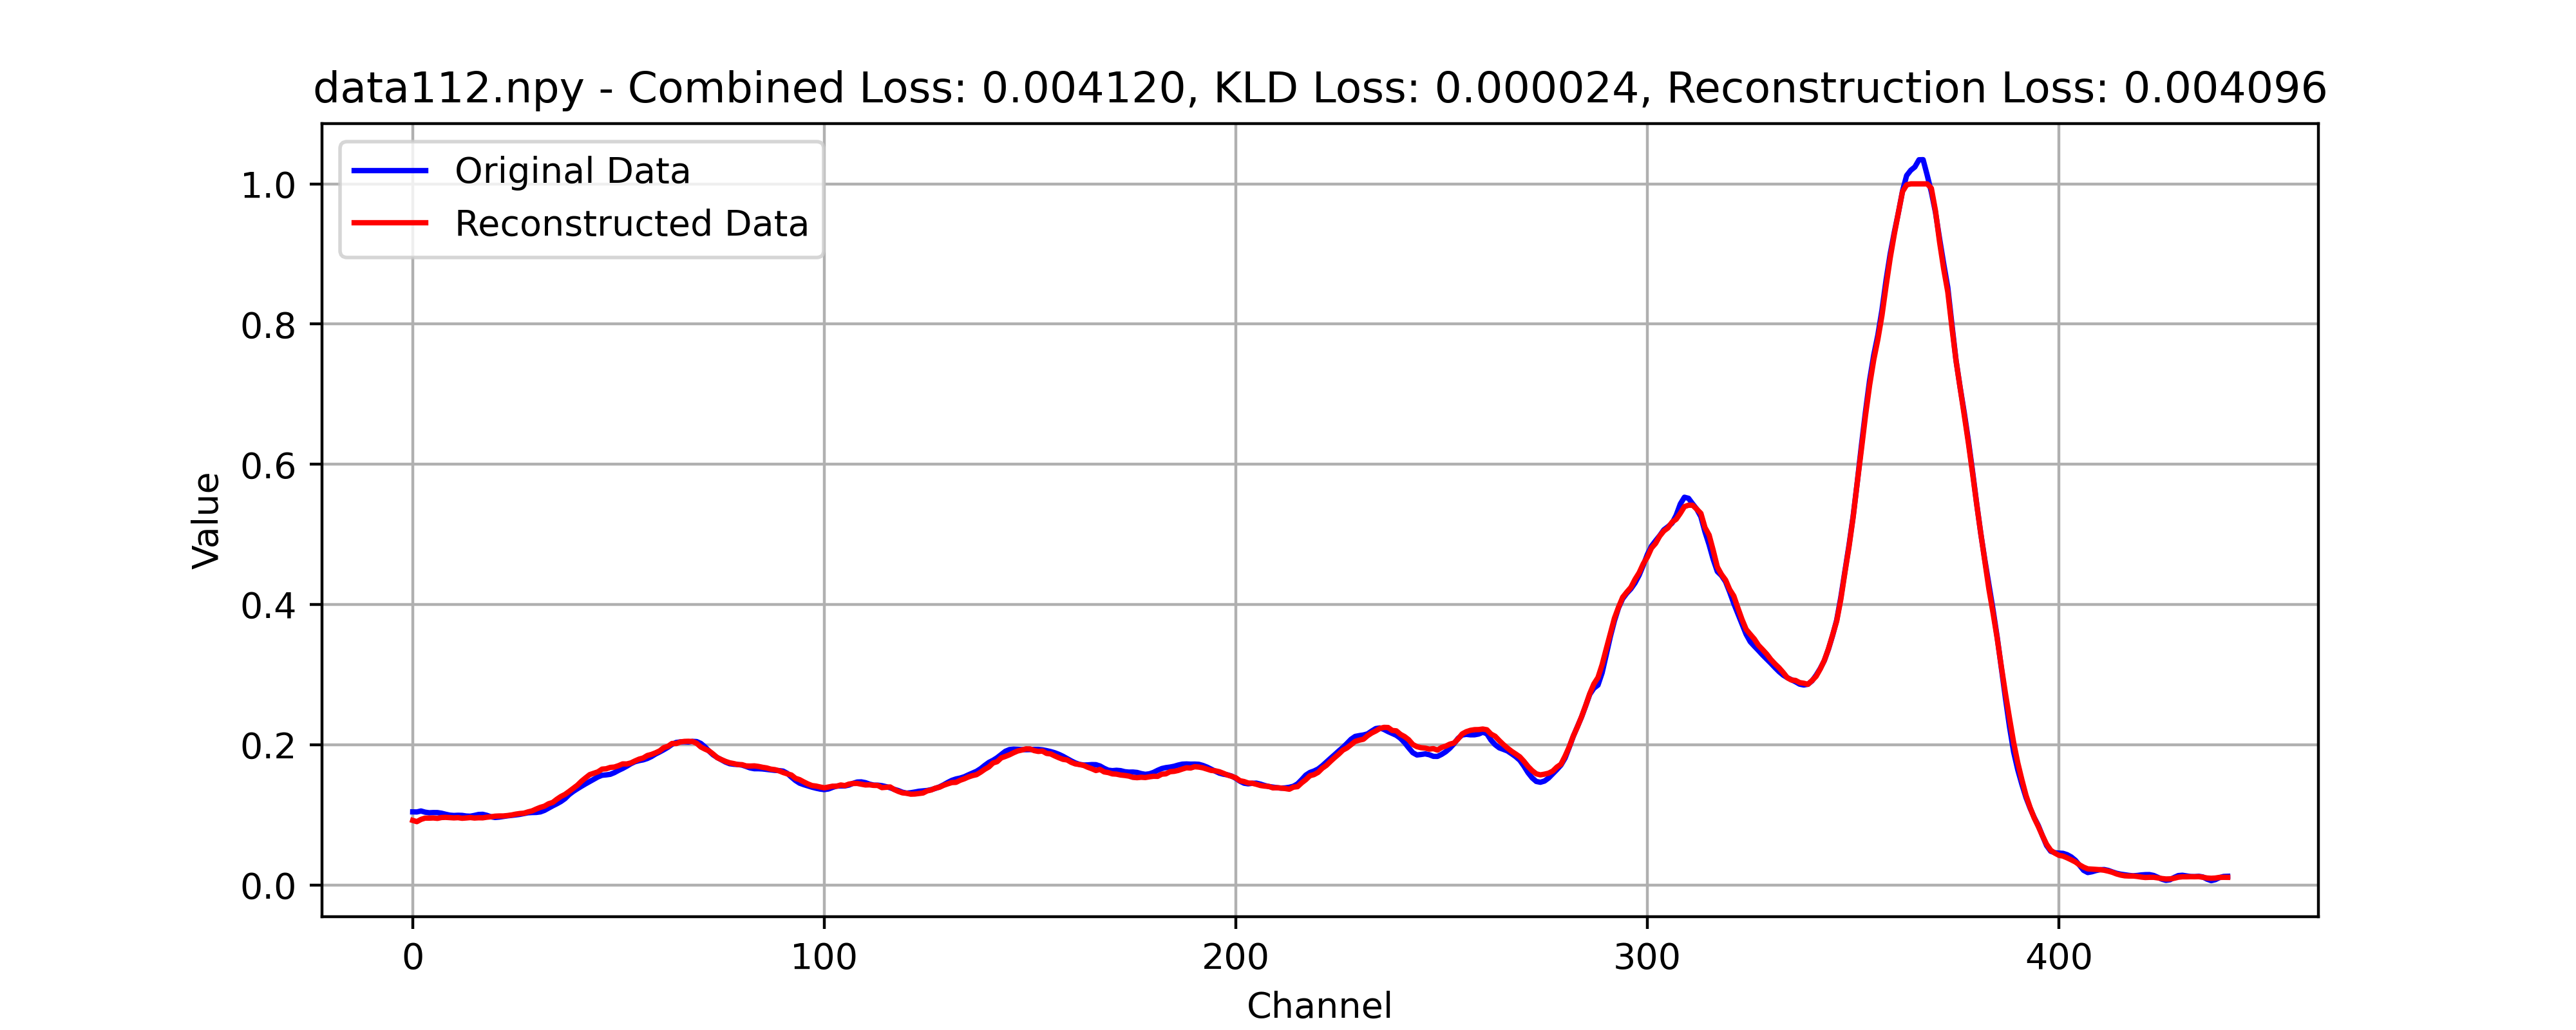 data112.npy - Combined Loss: 0.004120, KLD Loss: 0.000024, Reconstruction Loss: 0.004096
Original Data
Reconstructed Data
1.0
0.8
0.6
0.4
0.2
0.0
Value
0 100 200 300 400
Channel